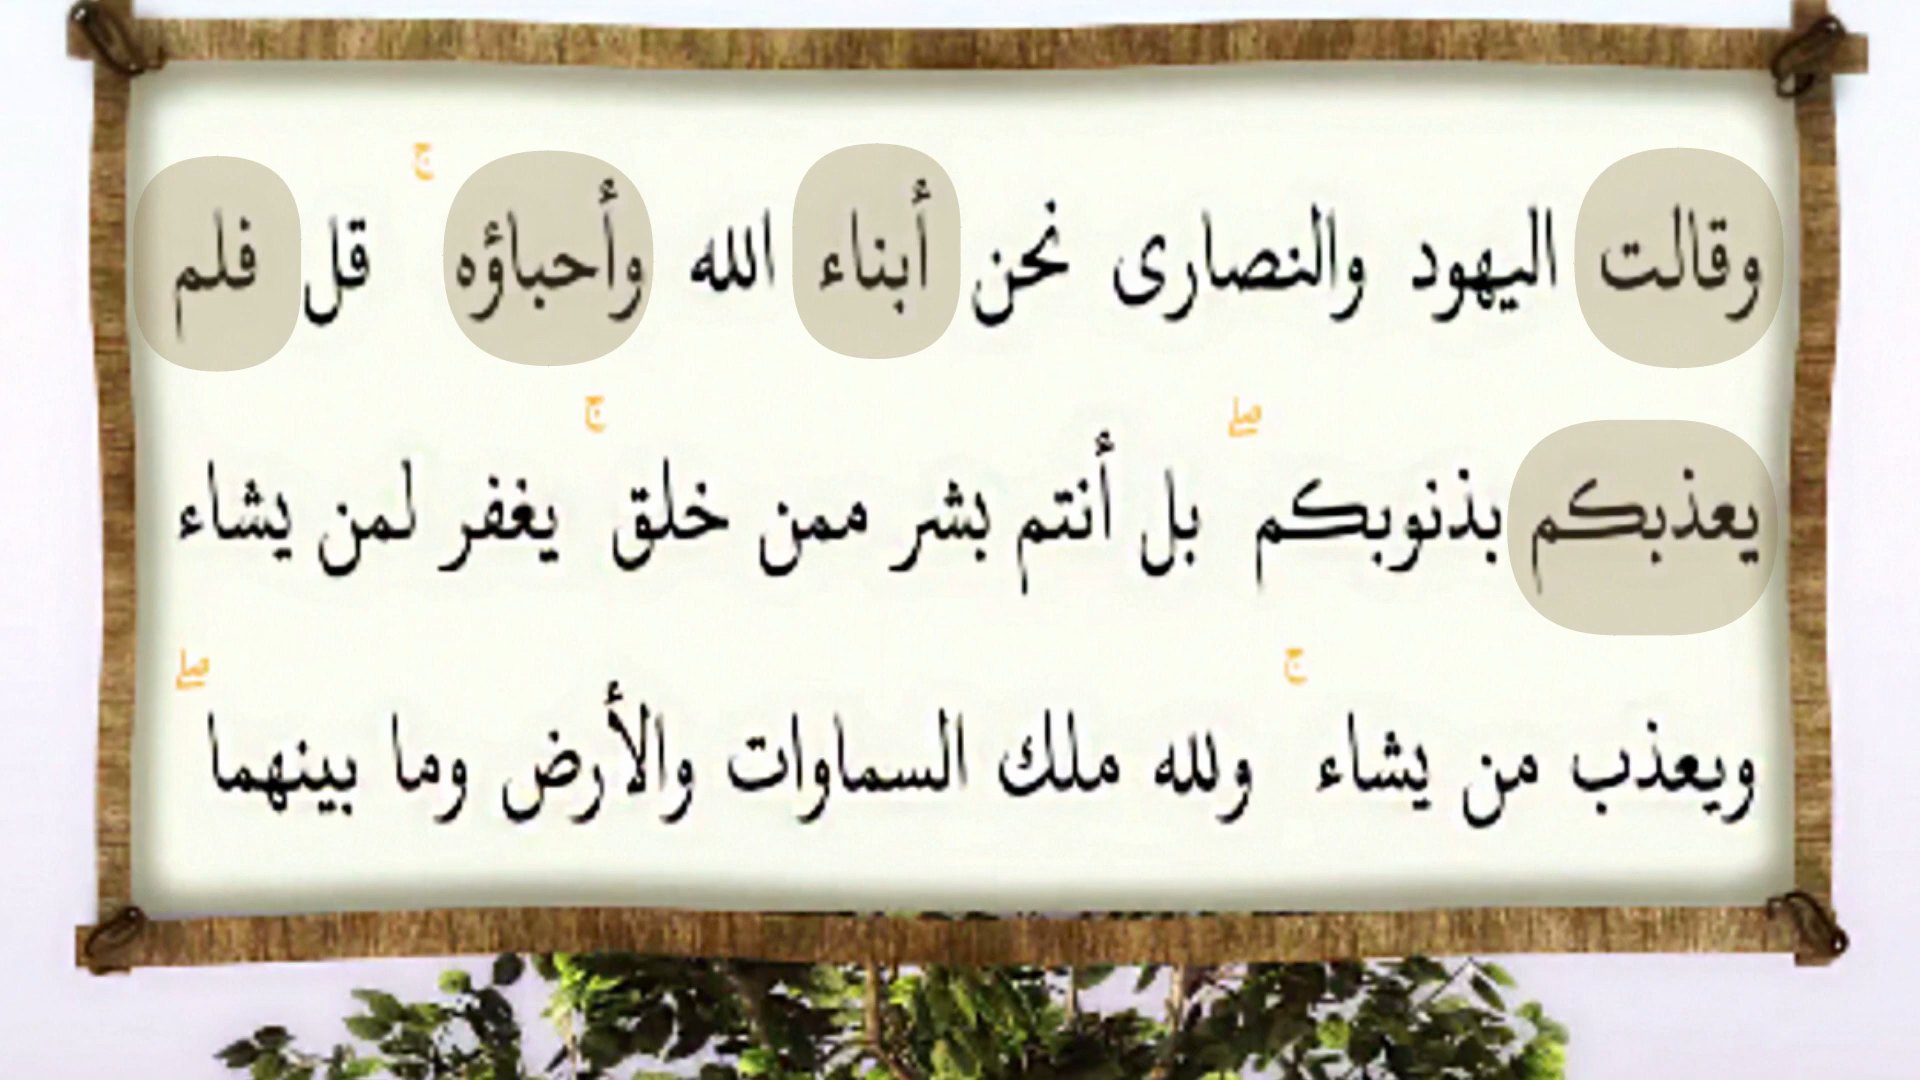 وقالت اليهود والنصارى نحن أبناء الله وأحباؤه ۚ قل فلم
يعذبكم بذنوبكم ۖ بل أنتم بشر ممن خلق ۚ يغفر لمن يشاء
ويعذب من يشاء ۚ ولله ملك السماوات والأرض وما بينهما ۖ